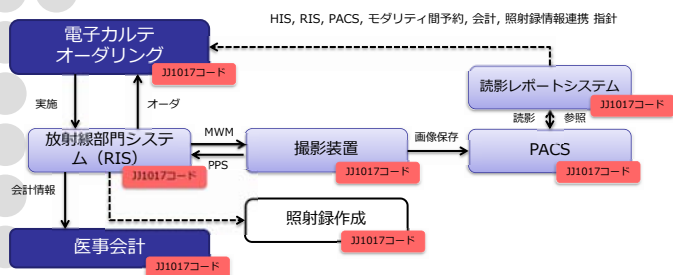 HIS, RIS, PACS, モダリティ間予約, 会計, 照射録情報連携 指針
電子カルテ
オーダリング
JJ1017コード
読影レポートシステム
JJ1017コード
実施
オーダ
読影
参照
放射線部門システ
ム（RIS）
JJ1017コード
MWM
PPS
撮影装置
JJ1017コード
画像保存
PACS
JJ1017コード
会計情報
照射録作成
JJ1017コード
医事会計
JJ1017コード